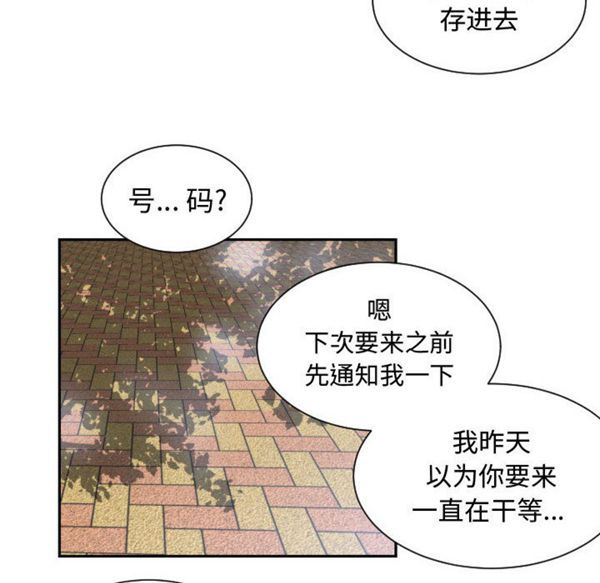 存进去
号...码?
嗯
下次要来之前
先通知我一下
我昨天
以为你要来
一直在干等...